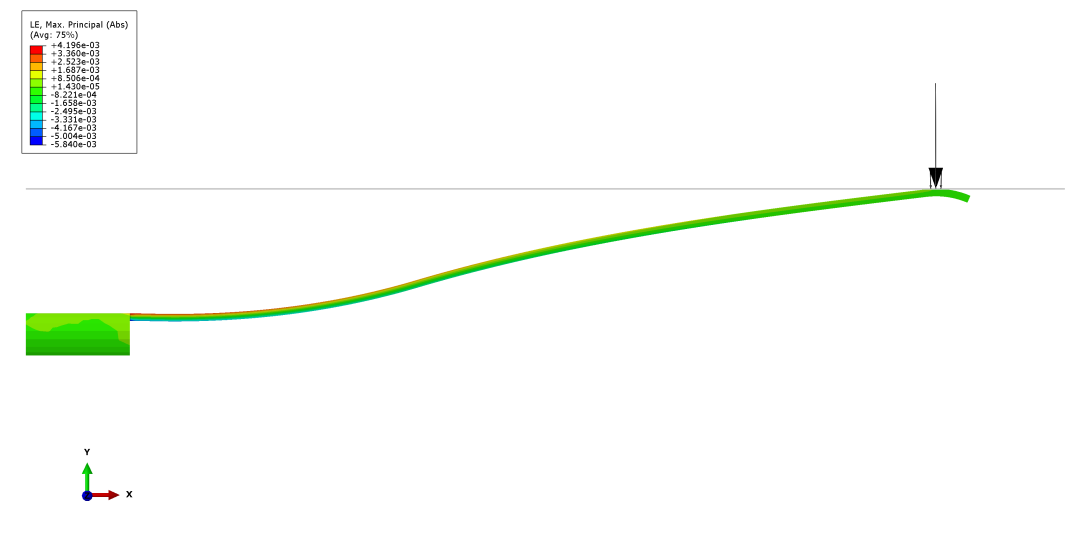 LE, Max. Principal (Abs)
(Avg: 75%)
+4.196e-03
+3.360e-03
+2.523e-03
+1.687e-03
+8.506e-04
+1.430e-05
-8.221e-04
-1.658e-03
-2.495e-03
-3.331e-03
-4.167e-03
-5.004e-03
-5.840e-03
Y
X